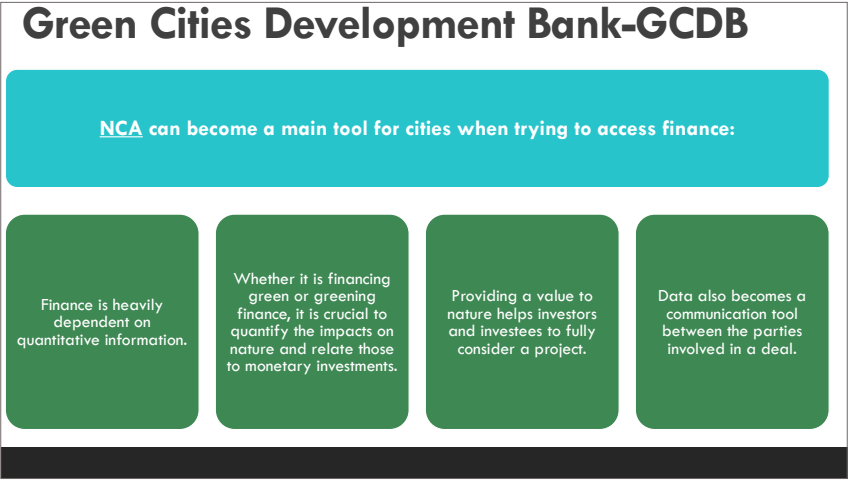 Green Cities Development Bank-GCDB
NCA can become a main tool for cities when trying to access finance:
Finance is heavily
dependent on
quantitative information.
Whether it is financing
green or greening
finance, it is crucial to
quantify the impacts on
nature and relate those
to monetary investments.
Providing a value to
nature helps investors
and investees to fully
consider a project.
Data also becomes a
communication tool
between the parties
involved in a deal.